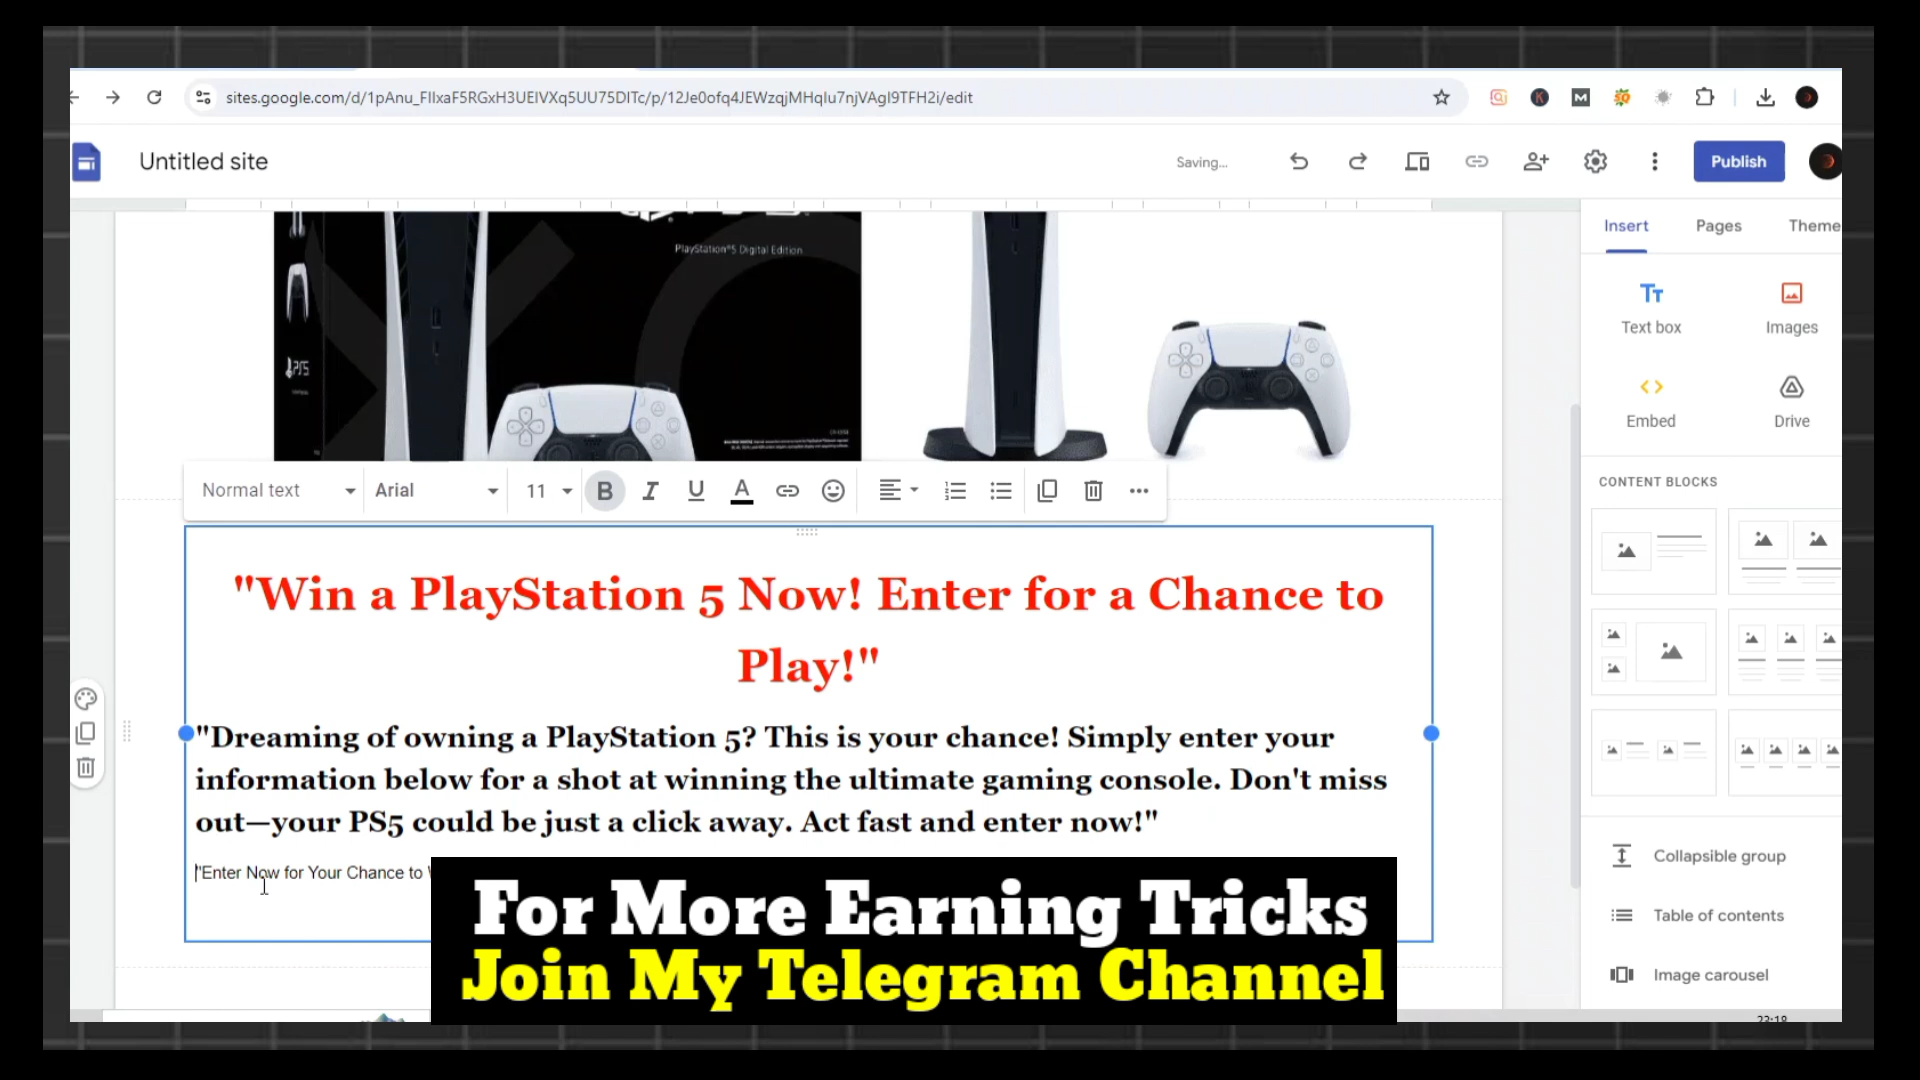 sites.google.com/d/1pAnu_FIIxaF5RGxH3UEIVXq5UU75DITc/p/12Je0ofq4JEWzqjMHqIu7njVAgI9TFH2i/edit
Untitled site
Saving...
Publish
PlayStation®5 Digital Edition
PS5
Insert Pages Theme
Text box Images
Embed Drive
Normal text Arial 11 B I U A
CONTENT BLOCKS
"Win a PlayStation 5 Now! Enter for a Chance to
Play!"
"Dreaming of owning a PlayStation 5? This is your chance! Simply enter your
information below for a shot at winning the ultimate gaming console. Don't miss
out—your PS5 could be just a click away. Act fast and enter now!"
"Enter Now for Your Chance to
For More Earning Tricks
Join My Telegram Channel
Collapsible group
Table of contents
Image carousel